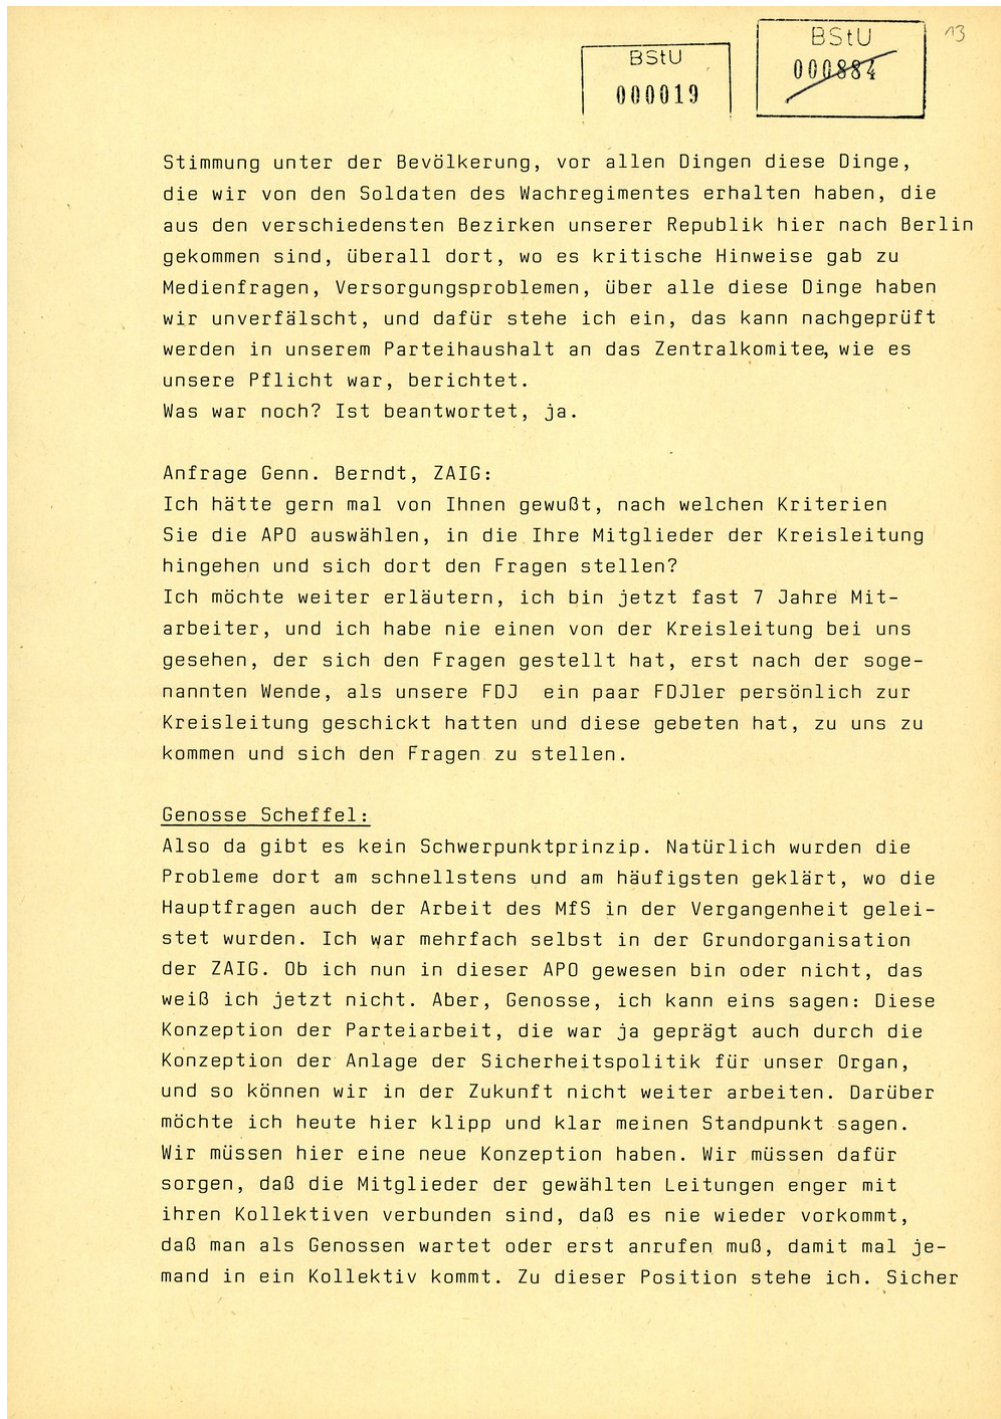 BStU
000019
BStU
000884
13
Stimmung unter der Bevölkerung, vor allen Dingen diese Dinge,
die wir von den Soldaten des Wachregimentes erhalten haben, die
aus den verschiedensten Bezirken unserer Republik hier nach Berlin
gekommen sind, überall dort, wo es kritische Hinweise gab zu
Medienfragen, Versorgungsproblemen, über alle diese Dinge haben
wir unverfälscht, und dafür stehe ich ein, das kann nachgeprüft
werden in unserem Parteihaushalt an das Zentralkomitee, wie es
unsere Pflicht war, berichtet.
Was war noch? Ist beantwortet, ja.
Anfrage Genn. Berndt, ZAIG:
Ich hätte gern mal von Ihnen gewußt, nach welchen Kriterien
Sie die APO auswählen, in die Ihre Mitglieder der Kreisleitung
hingehen und sich dort den Fragen stellen?
Ich möchte weiter erläutern, ich bin jetzt fast 7 Jahre Mit-
arbeiter, und ich habe nie einen von der Kreisleitung bei uns
gesehen, der sich den Fragen gestellt hat, erst nach der soge-
nannten Wende, als unsere FDJ ein paar FDJler persönlich zur
Kreisleitung geschickt hatten und diese gebeten hat, zu uns zu
kommen und sich den Fragen zu stellen.
Genosse Scheffel:
Also da gibt es kein Schwerpunktprinzip. Natürlich wurden die
Probleme dort am schnellstens und am häufigsten geklärt, wo die
Hauptfragen auch der Arbeit des MfS in der Vergangenheit gelei-
stet wurden. Ich war mehrfach selbst in der Grundorganisation
der ZAIG. Ob ich nun in dieser APO gewesen bin oder nicht, das
weiß ich jetzt nicht. Aber, Genosse, ich kann eins sagen: Diese
Konzeption der Parteiarbeit, die war ja geprägt auch durch die
Konzeption der Anlage der Sicherheitspolitik für unser Organ,
und so können wir in der Zukunft nicht weiter arbeiten. Darüber
möchte ich heute hier klipp und klar meinen Standpunkt sagen.
Wir müssen hier eine neue Konzeption haben. Wir müssen dafür
sorgen, daß die Mitglieder der gewählten Leitungen enger mit
ihren Kollektiven verbunden sind, daß es nie wieder vorkommt,
daß man als Genossen wartet oder erst anrufen muß, damit mal je-
mand in ein Kollektiv kommt. Zu dieser Position stehe ich. Sicher